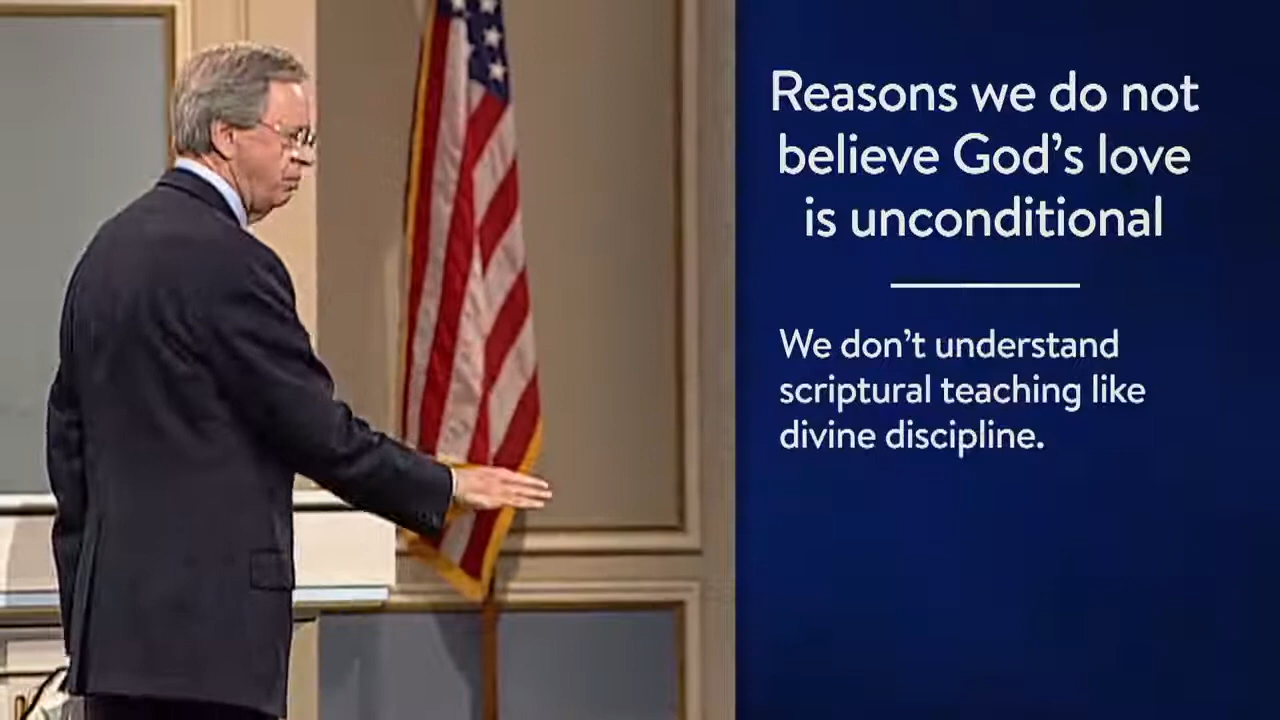 Reasons we do not
believe God’s love
is unconditional
We don’t understand
scriptural teaching like
divine discipline.